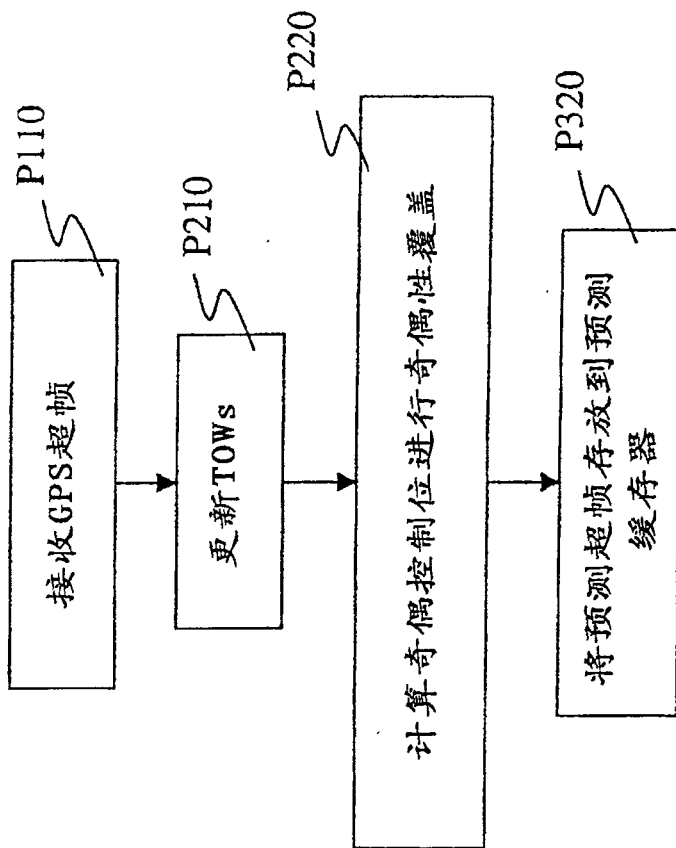 P110
接收GPS超帧
P210
更新TOWs
P220
计算奇偶控制位进行奇偶性覆盖
P320
将预测超帧存放到预测
缓存器